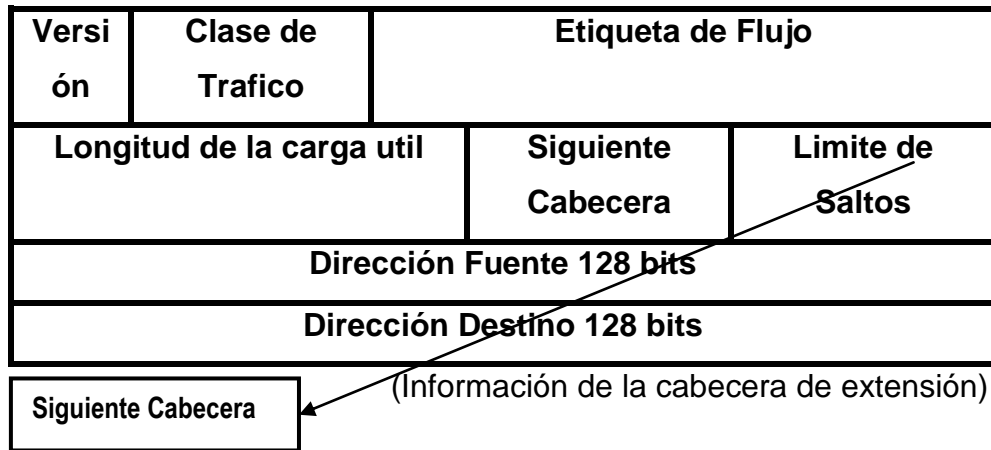 Versi
ón
Clase de
Trafico
Etiqueta de Flujo
Longitud de la carga util
Siguiente
Cabecera
Limite de
Saltos
Dirección Fuente 128 bits
Dirección Destino 128 bits
Siguiente Cabecera
(Información de la cabecera de extensión)